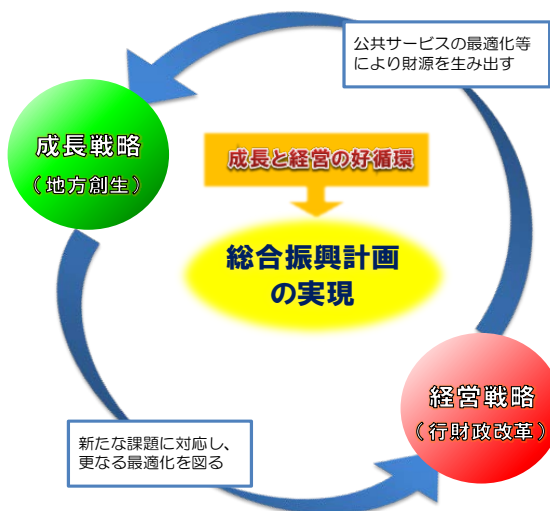 公共サービスの最適化等
により財源を生み出す
成長戦略
（地方創生）
成長と経営の好循環
総合振興計画
の実現
経営戦略
（行財政改革）
新たな課題に対応し、
更なる最適化を図る